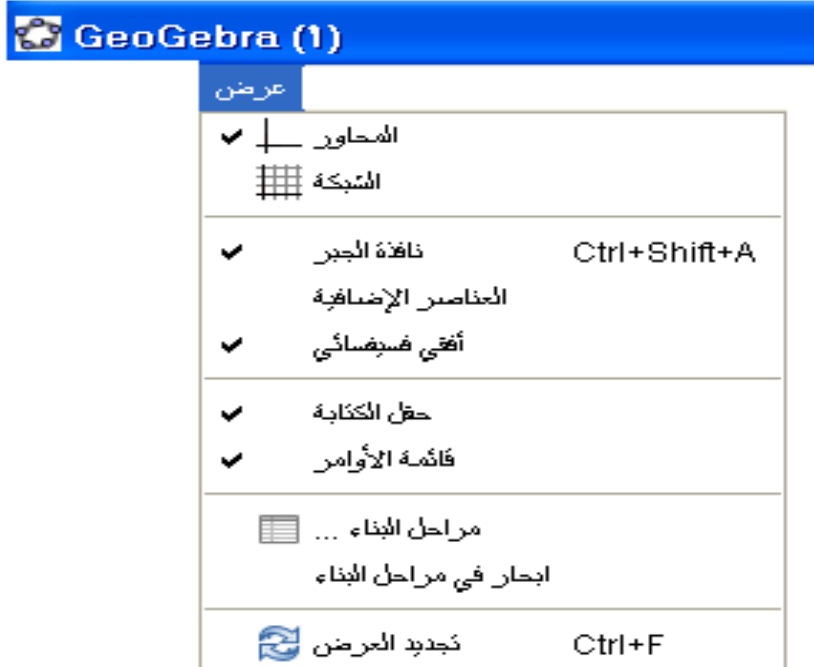 GeoGebra (1)
عرض
المحاور
الشبكة
نافذة الجبر Ctrl+Shift+A
العناصر الإضافية
أفقي فسيفسائي
حقل الكتابة
قائمة الأوامر
مراحل البناء ...
ابحار في مراحل البناء
تجديد العرض Ctrl+F